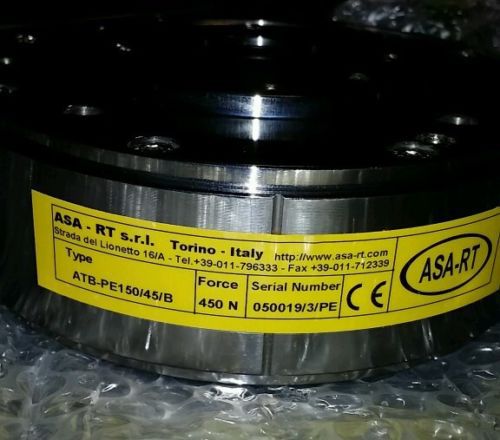 ASA - RT s.r.l. Torino - Italy http://www.asa-rt.com
Strada del Lionetto 16/A - Tel.+39-011-796333 - Fax +39-011-712339
Type Force Serial Number
ATB-PE150/45/B 450 N 050019/3/PE CE
ASA-RT